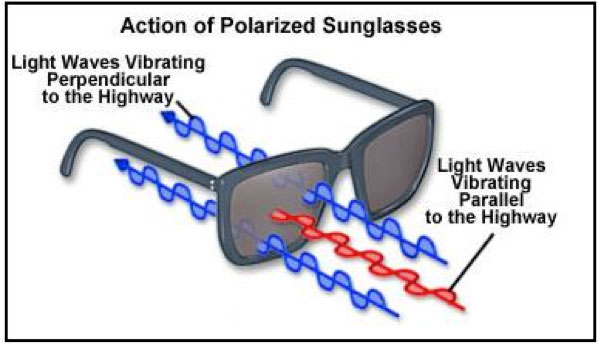 Action of Polarized Sunglasses
Light Waves Vibrating
Perpendicular
to the Highway
Light Waves
Vibrating
Parallel
to the Highway